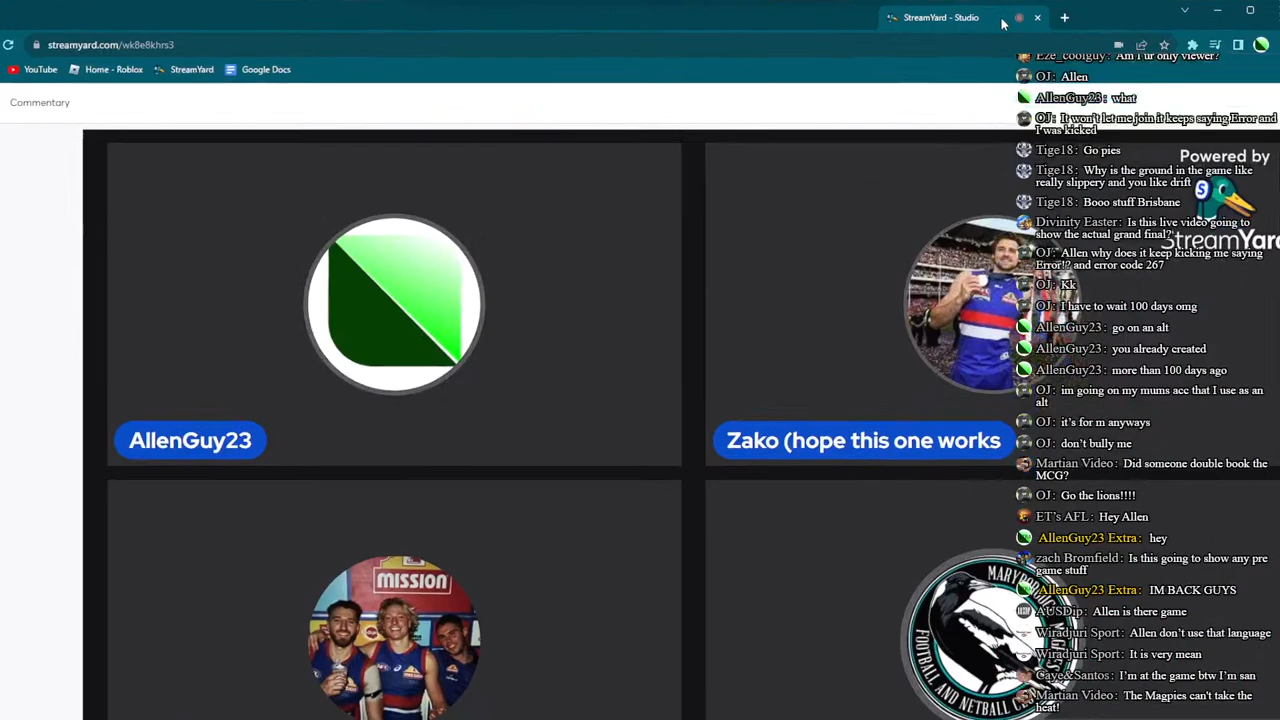 StreamYard - Studio
streamyard.com/wk8e8khrs3
YouTube
Home - Roblox
StreamYard
Google Docs
Commentary
Eze_coolguy: Am I ur only viewer?
OJ: Allen
AllenGuy23: what
OJ: It won't let me join it keeps saying Error and
I was kicked
Tige18: Go pies
Tige18: Why is the ground in the game like
really slippery and you like drift
Tige18: Booo stuff Brisbane
Divinity Easter: Is this live video going to
show the actual grand final?
OJ: Allen why does it keep kicking me saying
Error!? and error code 267
OJ: Kk
OJ: I have to wait 100 days omg
AllenGuy23: go on an alt
AllenGuy23: you already created
AllenGuy23: more than 100 days ago
OJ: im going on my mums acc that I use as an
alt
OJ: it's for m anyways
OJ: don't bully me
Martian Video: Did someone double book the
MCG?
OJ: Go the lions!!!!
ET's AFL: Hey Allen
AllenGuy23 Extra: hey
zach Bromfield: Is this going to show any pre
game stuff
AllenGuy23 Extra: IM BACK GUYS
AUSDip: Allen is there game
Wiradjuri Sport: Allen don't use that language
Wiradjuri Sport: It is very mean
Caye&Santos: I'm at the game btw I'm san
Martian Video: The Magpies can't take the
heat!
Powered by
S
StreamYard
AllenGuy23
Zako (hope this one works
MISSION
FOOTBALL AND NETBALL